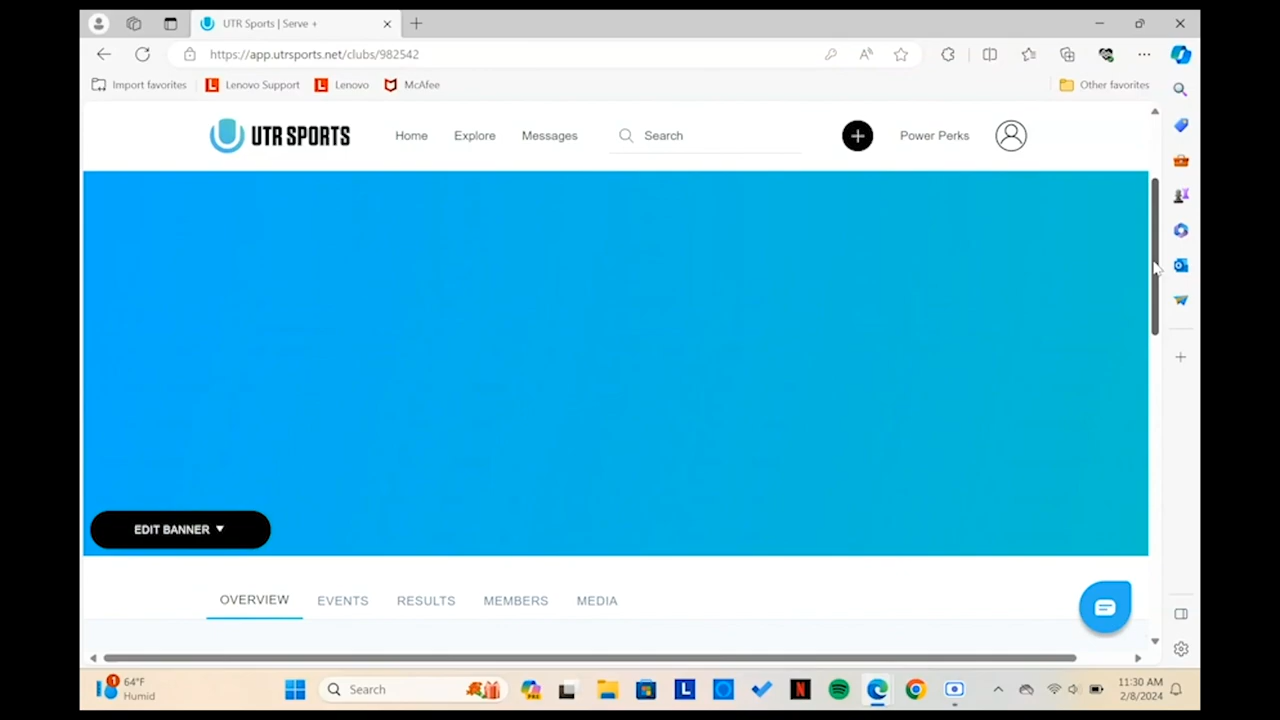 UTR Sports | Serve +
https://app.utrsports.net/clubs/982542
Import favorites
Lenovo Support
Lenovo
McAfee
Other favorites
UTR SPORTS
Home
Explore
Messages
Search
Power Perks
EDIT BANNER
OVERVIEW
EVENTS
RESULTS
MEMBERS
MEDIA
1
64°F
Humid
Search
L
N
11:30 AM
2/8/2024